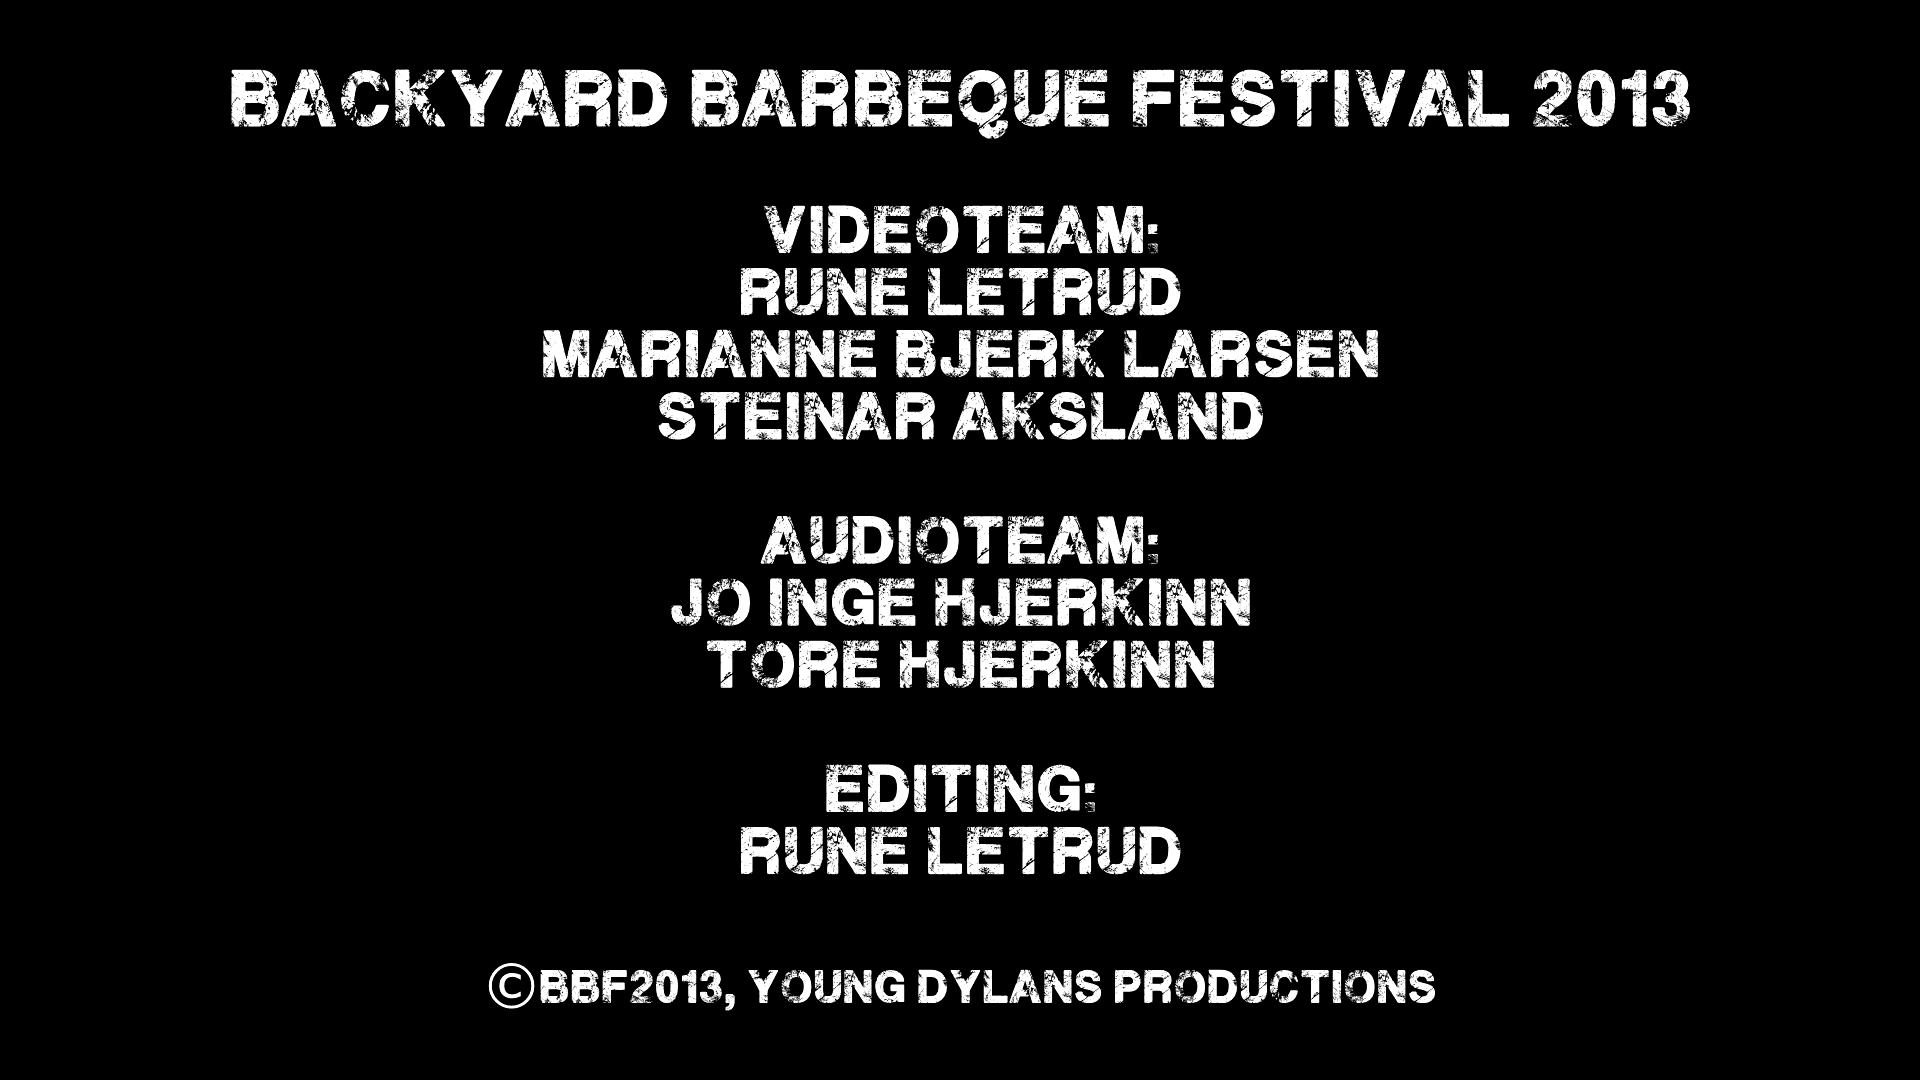 BACKYARD BARBEQUE FESTIVAL 2013
VIDEOTEAM:
RUNE LETRUD
MARIANNE BJERK LARSEN
STEINAR AKSLAND
AUDIOTEAM:
JO INGE HJERKINN
TORE HJERKINN
EDITING:
RUNE LETRUD
©BBF2013, YOUNG DYLANS PRODUCTIONS